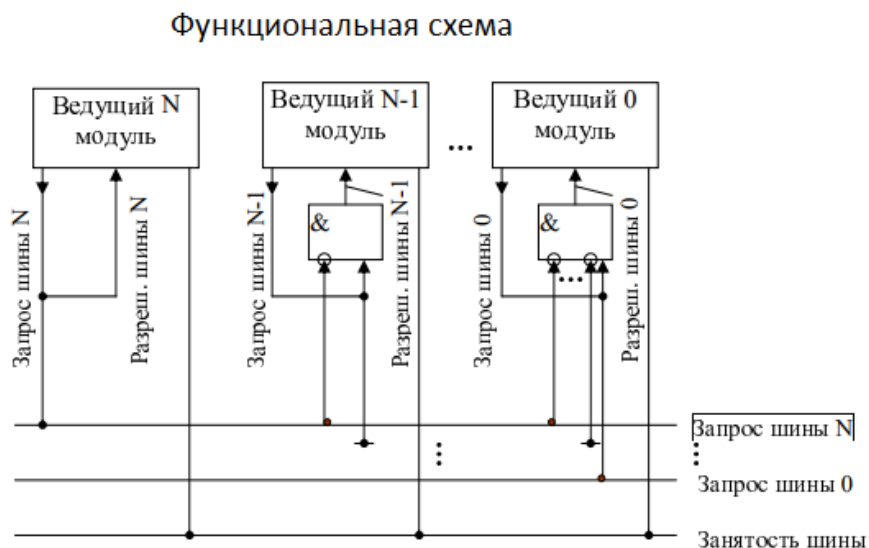 Функциональная схема
Ведущий N
модуль
Ведущий N-1
модуль
...
Ведущий 0
модуль
Запрос шины N
Разреш. шины N
Запрос шины N-1
&
Разреш. шины N-1
Запрос шины 0
&
...
Разреш. шины 0
Запрос шины N
Запрос шины 0
Занятость шины